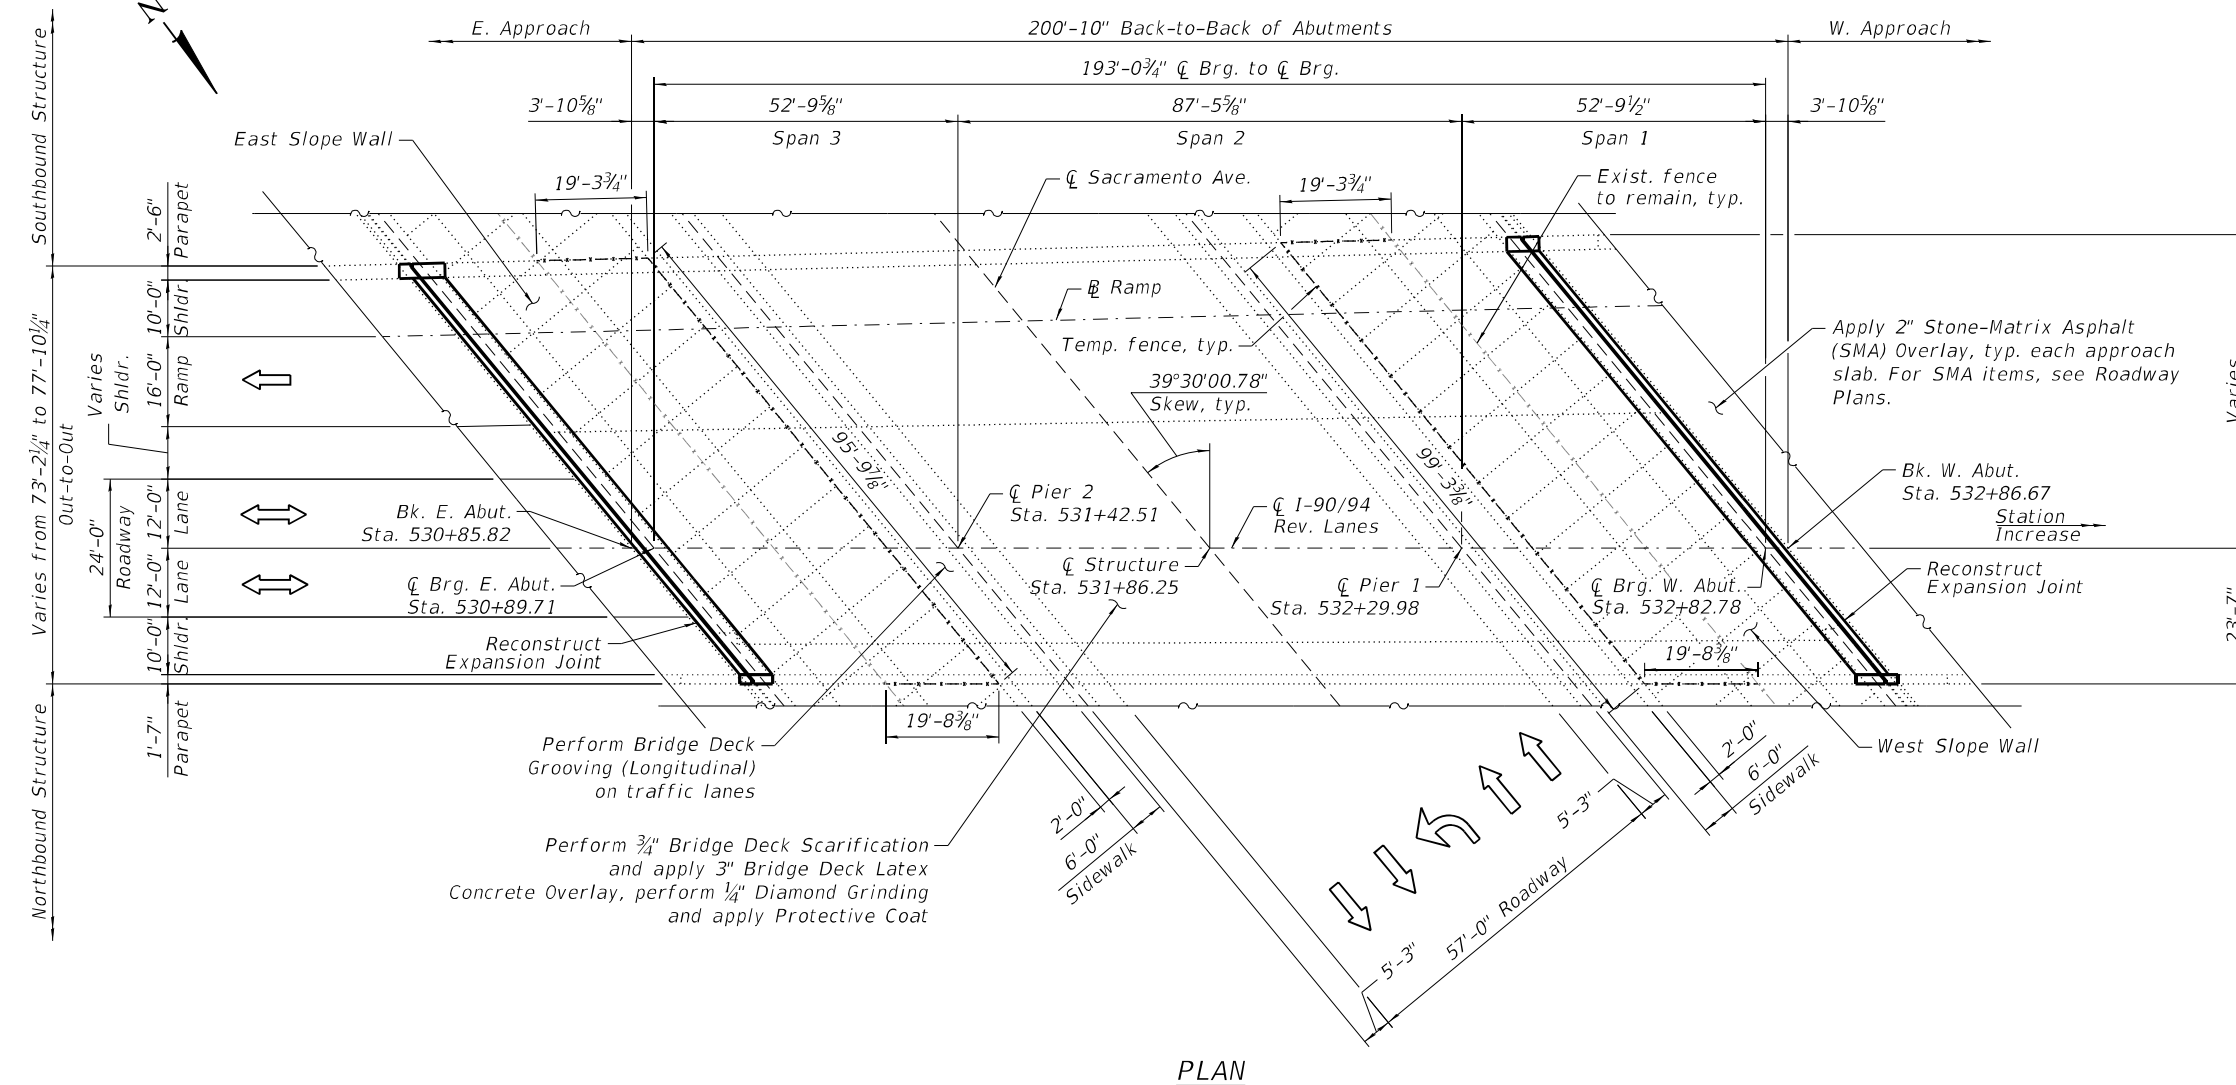 N
E. Approach
200'-10" Back-to-Back of Abutments
W. Approach
193'-0¾" ℄ Brg. to ℄ Brg.
3'-10⅝"
52'-9⅝"
87'-5⅝"
52'-9½"
3'-10⅝"
Span 3
Span 2
Span 1
East Slope Wall
19'-3¾"
℄ Sacramento Ave.
19'-3¾"
Exist. fence
to remain, typ.
Southbound Structure
2'-6"
Parapet
10'-0"
Shldr.
Varies
Shldr.
16'-0"
Ramp
Varies from 73'-2¼" to 77'-10¼"
Out-to-Out
24'-0"
Roadway
12'-0"
Lane
12'-0"
Lane
10'-0"
Shldr.
1'-7"
Parapet
Northbound Structure
BL Ramp
Temp. fence, typ.
39°30'00.78"
Skew, typ.
Apply 2" Stone-Matrix Asphalt
(SMA) Overlay, typ. each approach
slab. For SMA items, see Roadway
Plans.
Varies
95'-9⅞"
99'-3⅜"
Bk. E. Abut.
Sta. 530+85.82
℄ Pier 2
Sta. 531+42.51
℄ I-90/94
Rev. Lanes
Bk. W. Abut.
Sta. 532+86.67
Station
Increase
℄ Brg. E. Abut.
Sta. 530+89.71
℄ Structure
Sta. 531+86.25
℄ Pier 1
Sta. 532+29.98
℄ Brg. W. Abut.
Sta. 532+82.78
Reconstruct
Expansion Joint
23'-7"
Reconstruct
Expansion Joint
19'-8⅜"
19'-8⅜"
West Slope Wall
Perform Bridge Deck
Grooving (Longitudinal)
on traffic lanes
2'-0"
6'-0"
Sidewalk
2'-0"
6'-0"
Sidewalk
5'-3"
57'-0" Roadway
5'-3"
Perform ¾" Bridge Deck Scarification
and apply 3" Bridge Deck Latex
Concrete Overlay, perform ¼" Diamond Grinding
and apply Protective Coat
PLAN